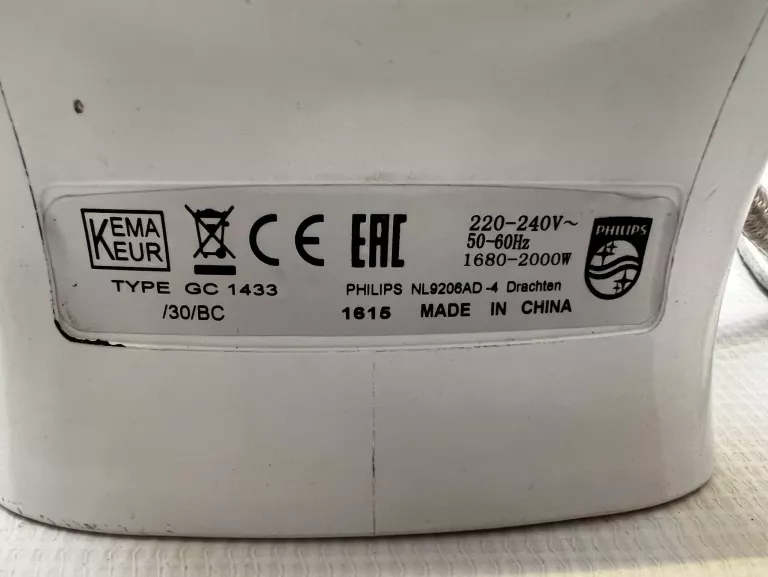 KEMA
KEUR
CE
EAC
220-240V~
50-60Hz
1680-2000W
PHILIPS
TYPE GC 1433
/30/BC
PHILIPS NL9206AD-4 Drachten
1615 MADE IN CHINA